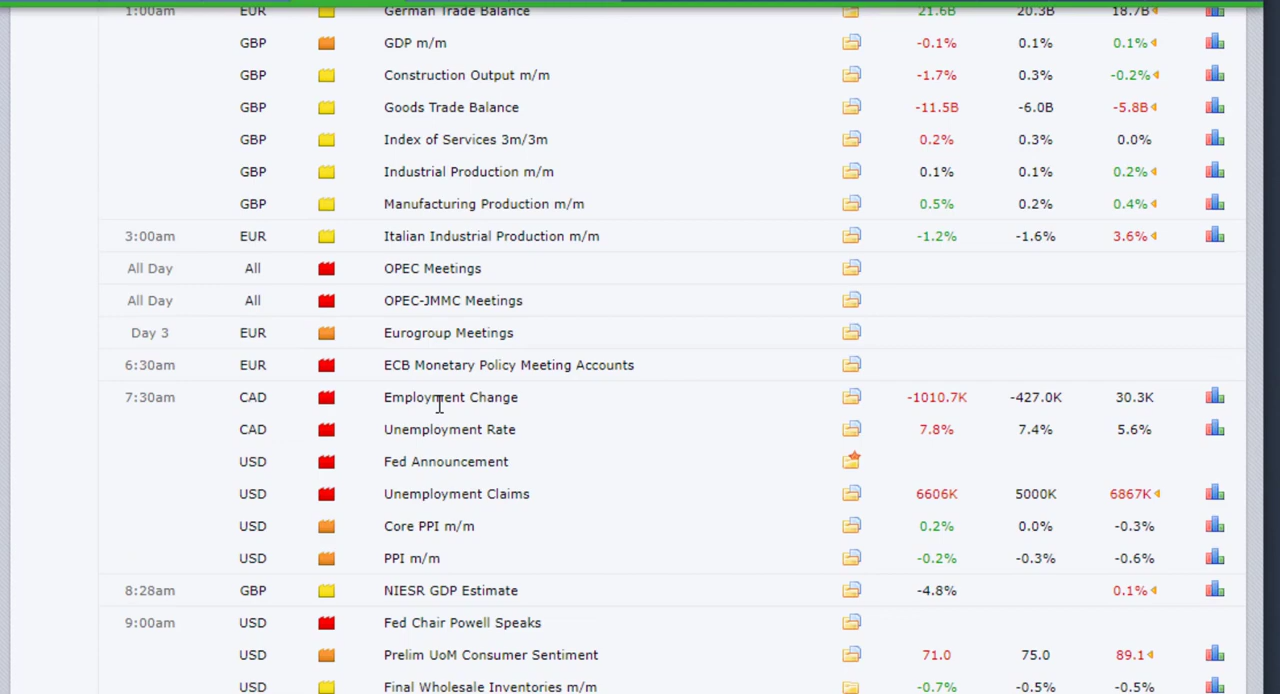 1:00am EUR German Trade Balance 21.6B 20.3B 18.7B
GBP GDP m/m -0.1% 0.1% 0.1%
GBP Construction Output m/m -1.7% 0.3% -0.2%
GBP Goods Trade Balance -11.5B -6.0B -5.8B
GBP Index of Services 3m/3m 0.2% 0.3% 0.0%
GBP Industrial Production m/m 0.1% 0.1% 0.2%
GBP Manufacturing Production m/m 0.5% 0.2% 0.4%
3:00am EUR Italian Industrial Production m/m -1.2% -1.6% 3.6%
All Day All OPEC Meetings
All Day All OPEC-JMMC Meetings
Day 3 EUR Eurogroup Meetings
6:30am EUR ECB Monetary Policy Meeting Accounts
7:30am CAD Employment Change -1010.7K -427.0K 30.3K
CAD Unemployment Rate 7.8% 7.4% 5.6%
USD Fed Announcement
USD Unemployment Claims 6606K 5000K 6867K
USD Core PPI m/m 0.2% 0.0% -0.3%
USD PPI m/m -0.2% -0.3% -0.6%
8:28am GBP NIESR GDP Estimate -4.8% 0.1%
9:00am USD Fed Chair Powell Speaks
USD Prelim UoM Consumer Sentiment 71.0 75.0 89.1
USD Final Wholesale Inventories m/m -0.7% -0.5% -0.5%